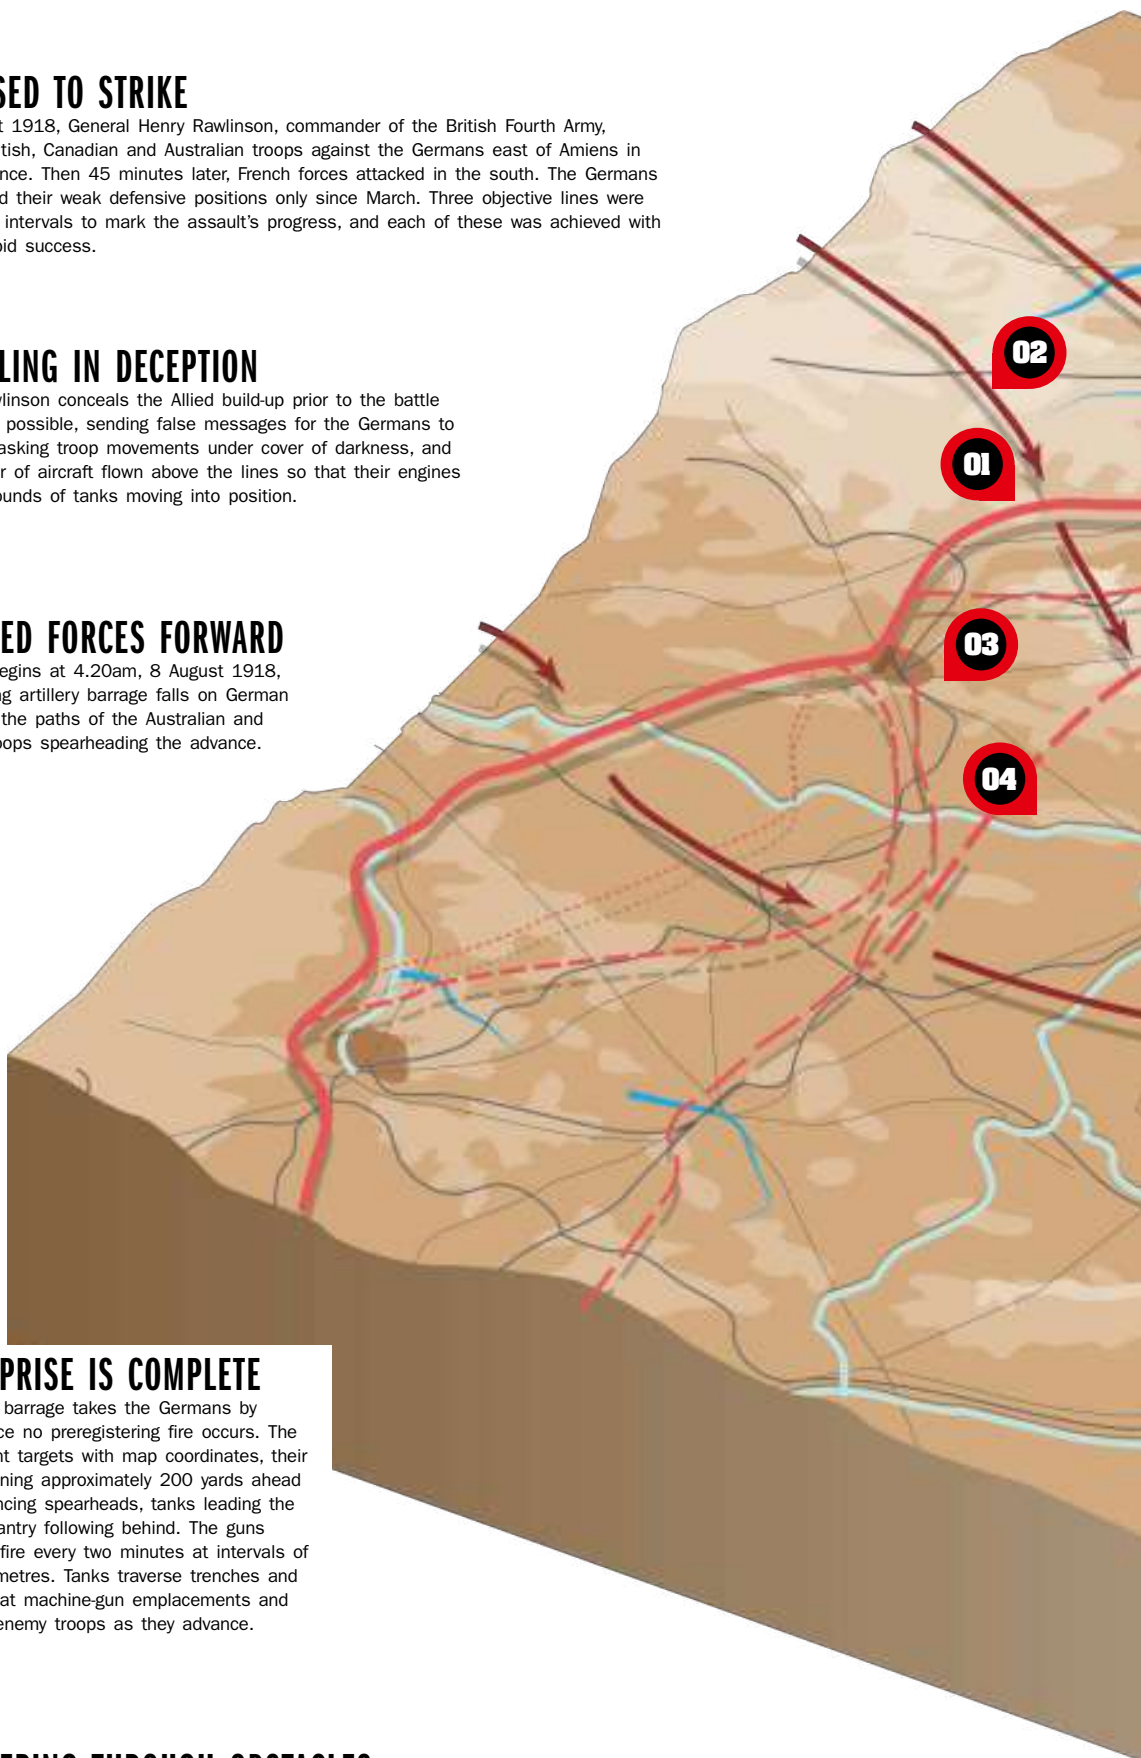 SED TO STRIKE
t 1918, General Henry Rawlinson, commander of the British Fourth Army,
tish, Canadian and Australian troops against the Germans east of Amiens in
nce. Then 45 minutes later, French forces attacked in the south. The Germans
d their weak defensive positions only since March. Three objective lines were
intervals to mark the assault's progress, and each of these was achieved with
pid success.
LING IN DECEPTION
vlinson conceals the Allied build-up prior to the battle
possible, sending false messages for the Germans to
asking troop movements under cover of darkness, and
r of aircraft flown above the lines so that their engines
ounds of tanks moving into position.
ED FORCES FORWARD
egins at 4.20am, 8 August 1918,
ng artillery barrage falls on German
the paths of the Australian and
oops spearheading the advance.
02
01
03
04
PRISE IS COMPLETE
barrage takes the Germans by
ce no preregistering fire occurs. The
nt targets with map coordinates, their
ning approximately 200 yards ahead
ncing spearheads, tanks leading the
antry following behind. The guns
fire every two minutes at intervals of
metres. Tanks traverse trenches and
at machine-gun emplacements and
enemy troops as they advance.
ERING THROUGH OBSTACLES